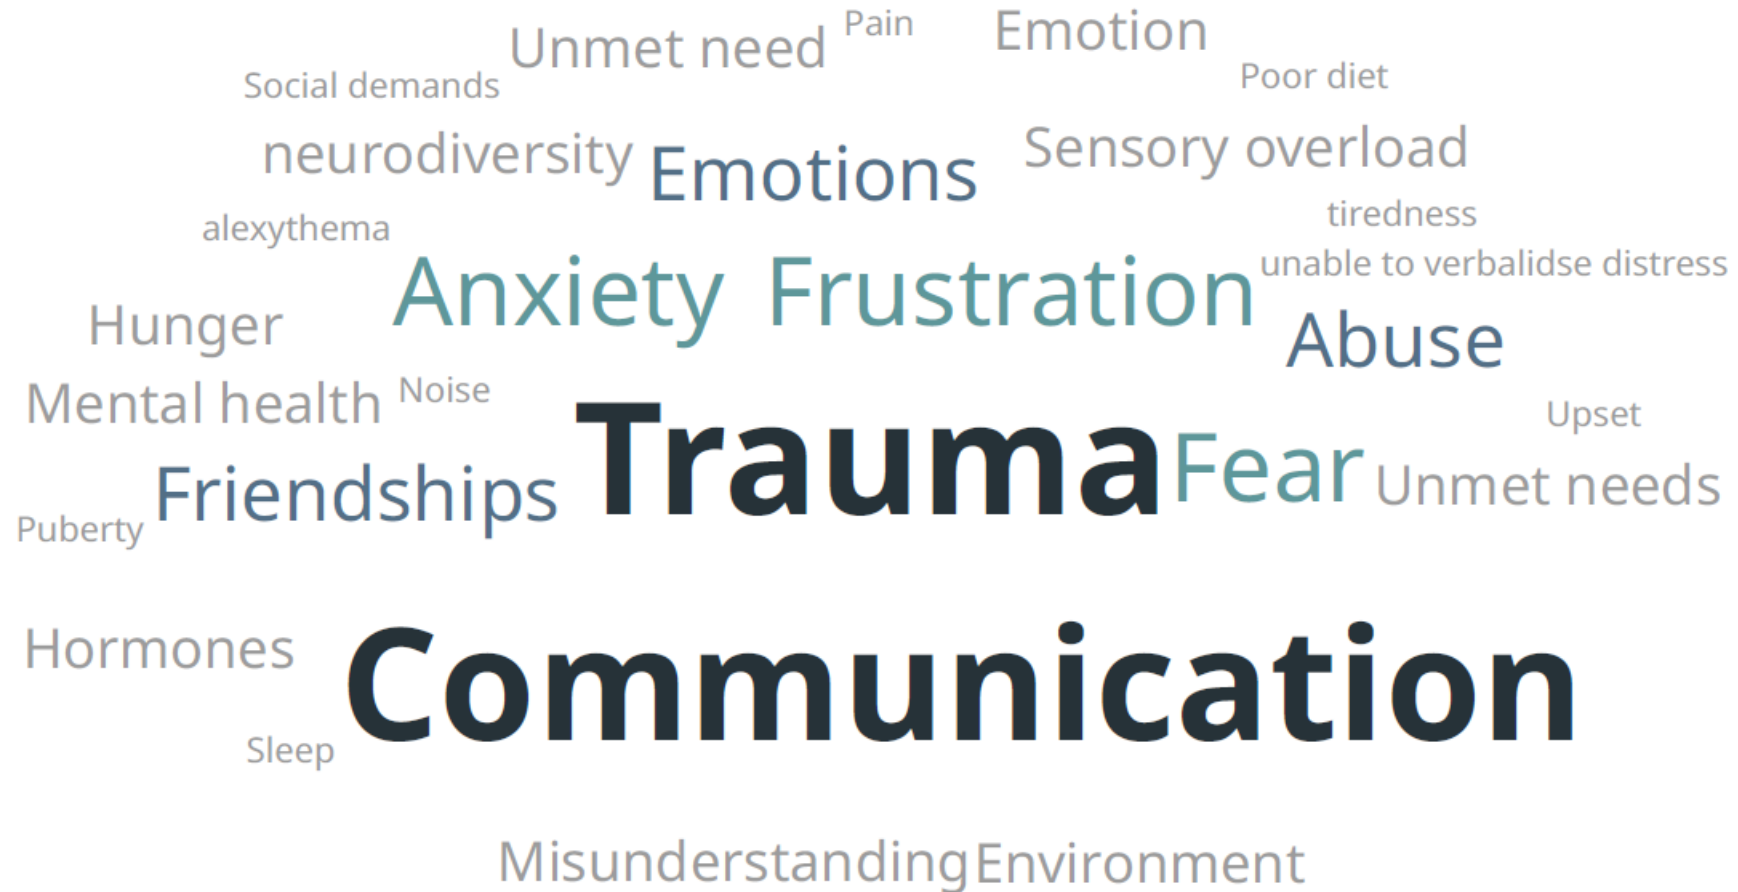 Pain
Emotion
Unmet need
Poor diet
Social demands
neurodiversity
Emotions
Sensory overload
alexythema
tiredness
Anxiety
Frustration
unable to verbalidse distress
Hunger
Abuse
Mental health
Noise
Trauma
Upset
Friendships
Fear
Unmet needs
Puberty
Hormones
Communication
Sleep
Misunderstanding
Environment